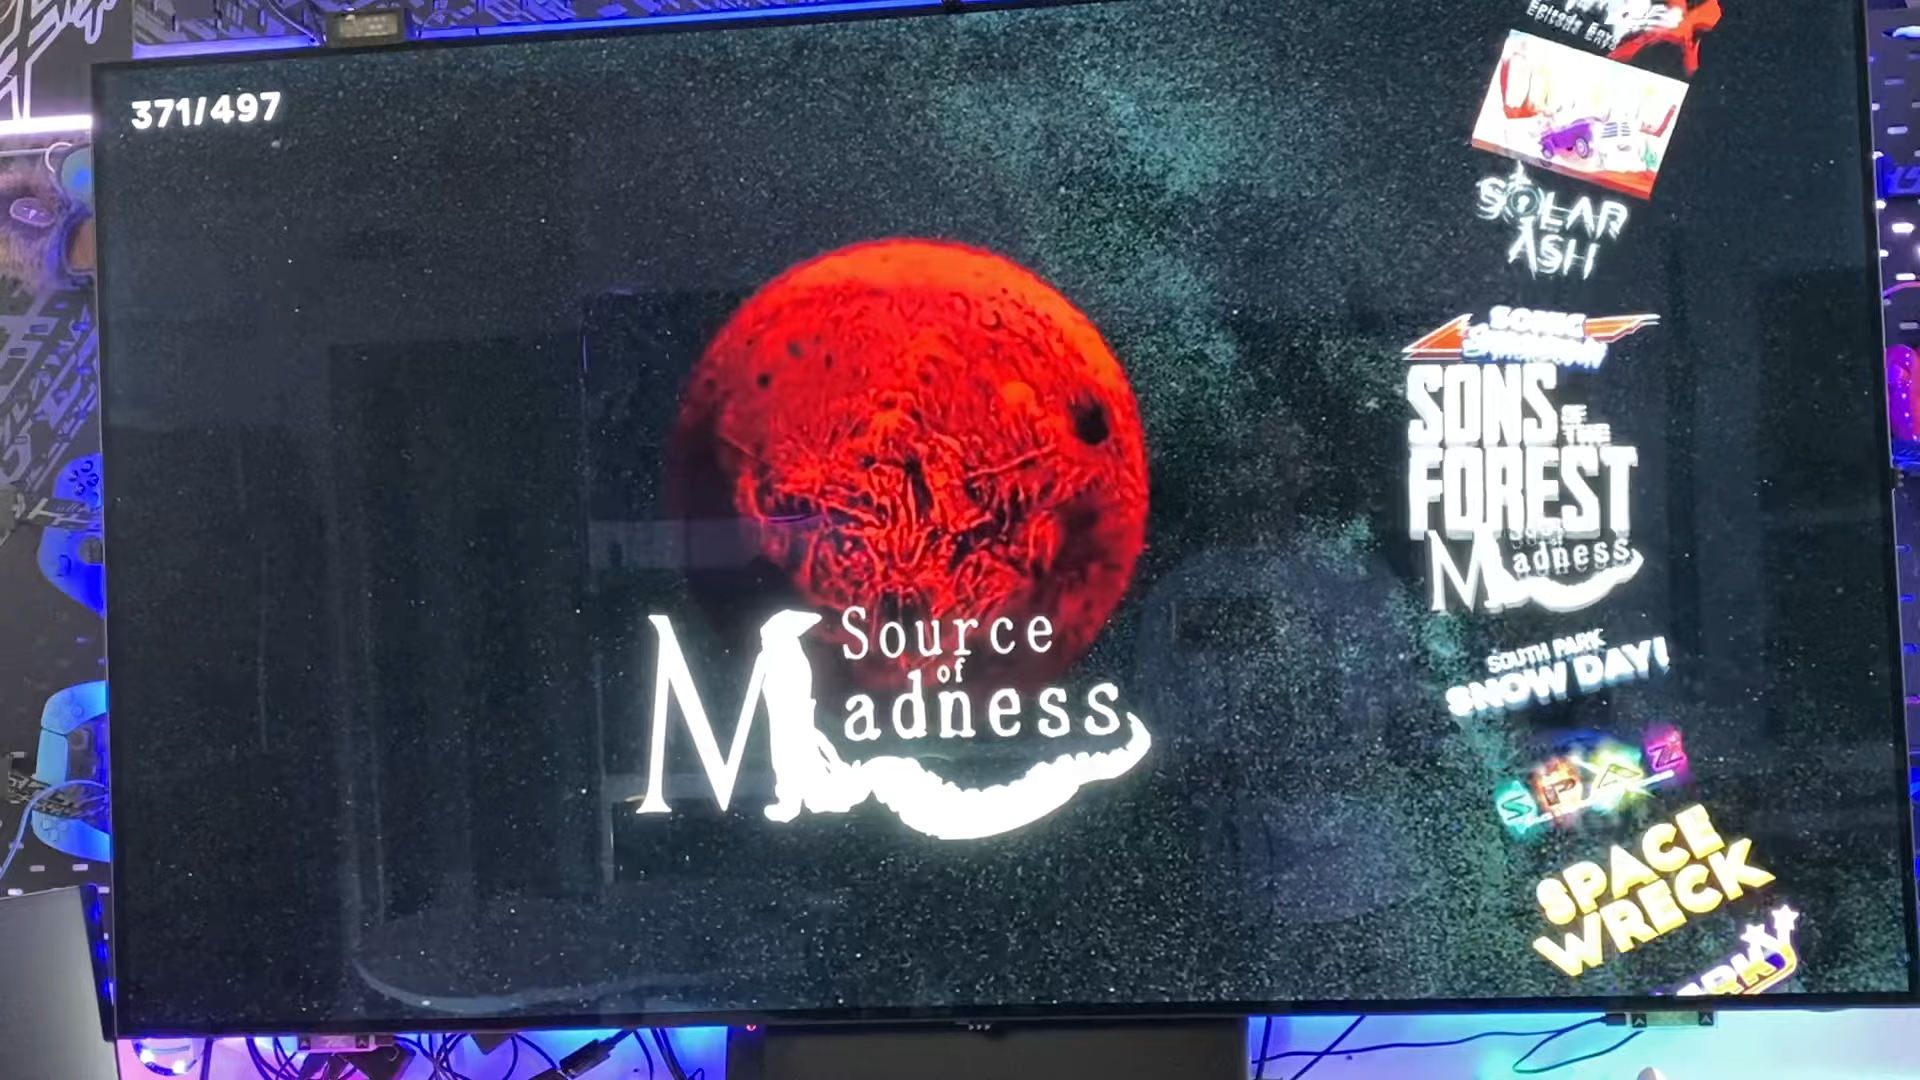 371/497
Source
of
Madness
SOLAR
ASH
SONIC
SONS
OF
THE
FOREST
Madness
SOUTH PARK
SNOW DAY!
SPAZ
SPACE
WRECK